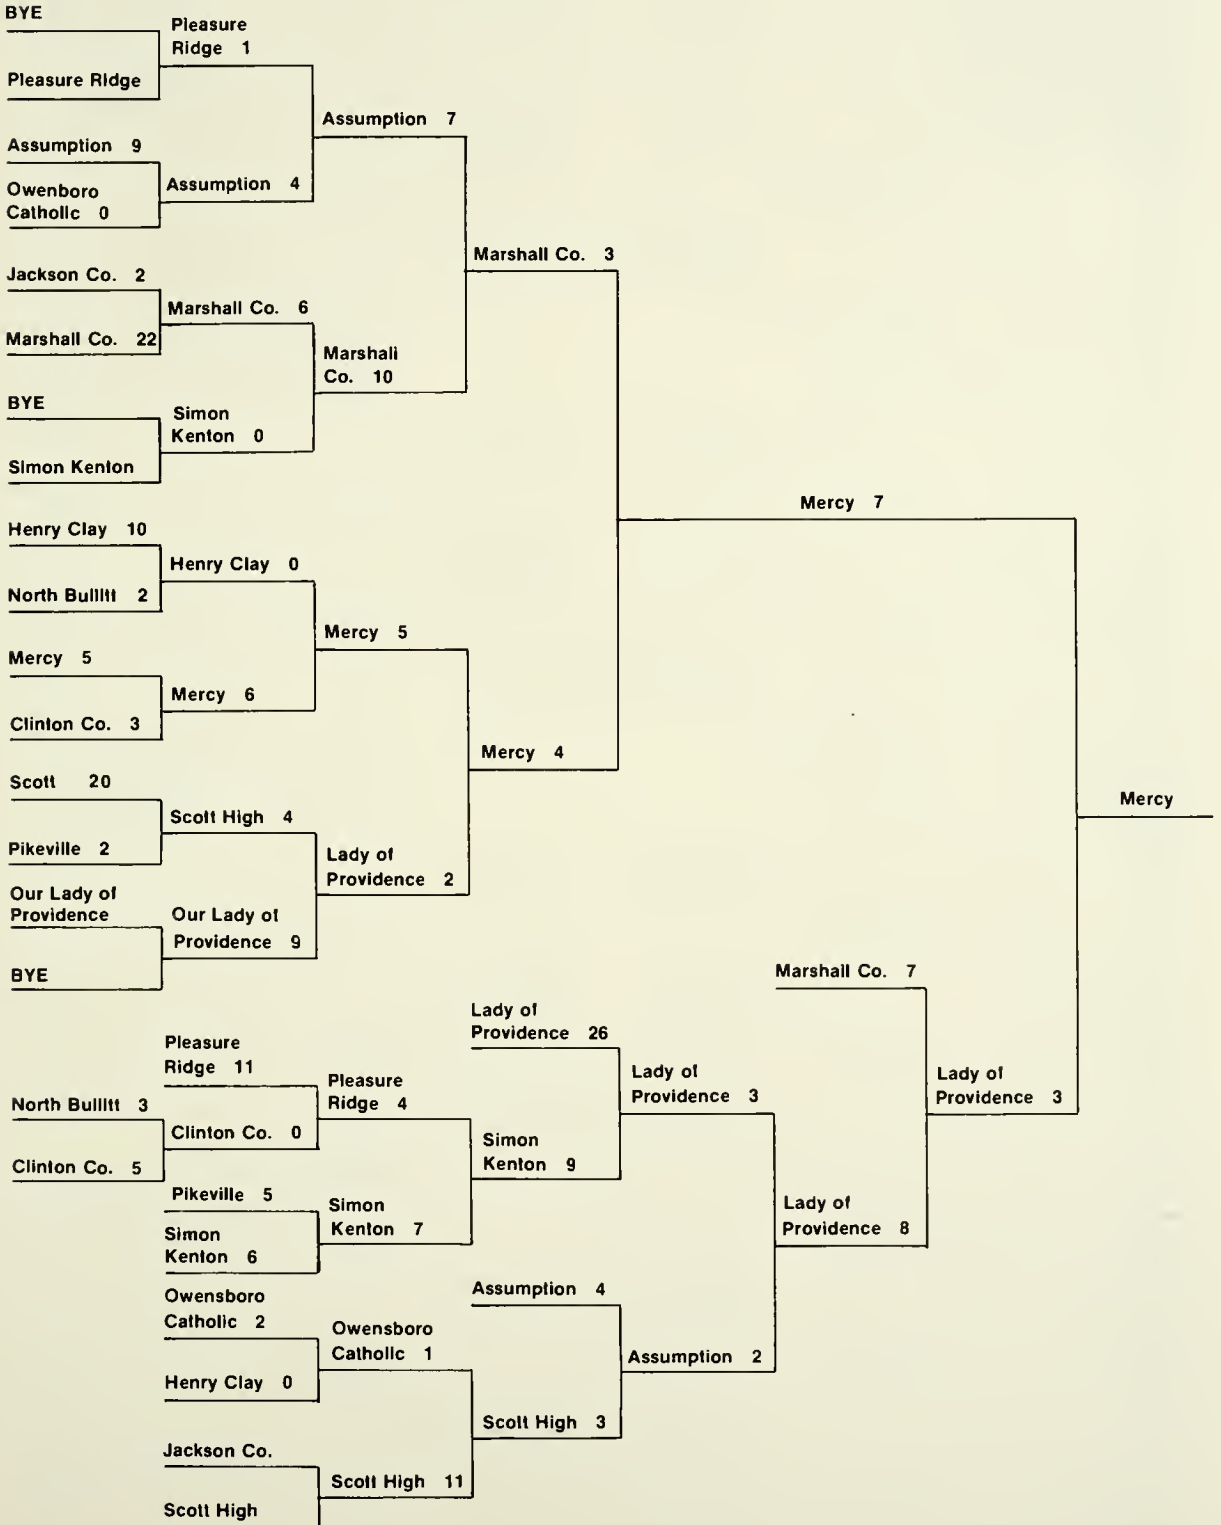 BYE
Pleasure
Ridge 1
Pleasure Ridge
Assumption 7
Assumption 9
Assumption 4
Owenboro
Catholic 0
Marshall Co. 3
Jackson Co. 2
Marshall Co. 6
Marshall Co. 22
Marshall
Co. 10
BYE
Simon
Kenton 0
Simon Kenton
Mercy 7
Henry Clay 10
Henry Clay 0
North Bullitt 2
Mercy 5
Mercy 5
Mercy 6
Clinton Co. 3
Mercy 4
Scott 20
Mercy
Scott High 4
Pikeville 2
Lady of
Providence 2
Our Lady of
Providence
Our Lady of
Providence 9
BYE
Marshall Co. 7
Lady of
Providence 26
Pleasure
Ridge 11
Lady of
Providence 3
Lady of
Providence 3
Pleasure
Ridge 4
North Bullitt 3
Clinton Co. 0
Simon
Kenton 9
Clinton Co. 5
Pikeville 5
Simon
Kenton 7
Lady of
Providence 8
Simon
Kenton 6
Assumption 4
Owensboro
Catholic 2
Owensboro
Catholic 1
Assumption 2
Henry Clay 0
Scott High 3
Jackson Co.
Scott High 11
Scott High